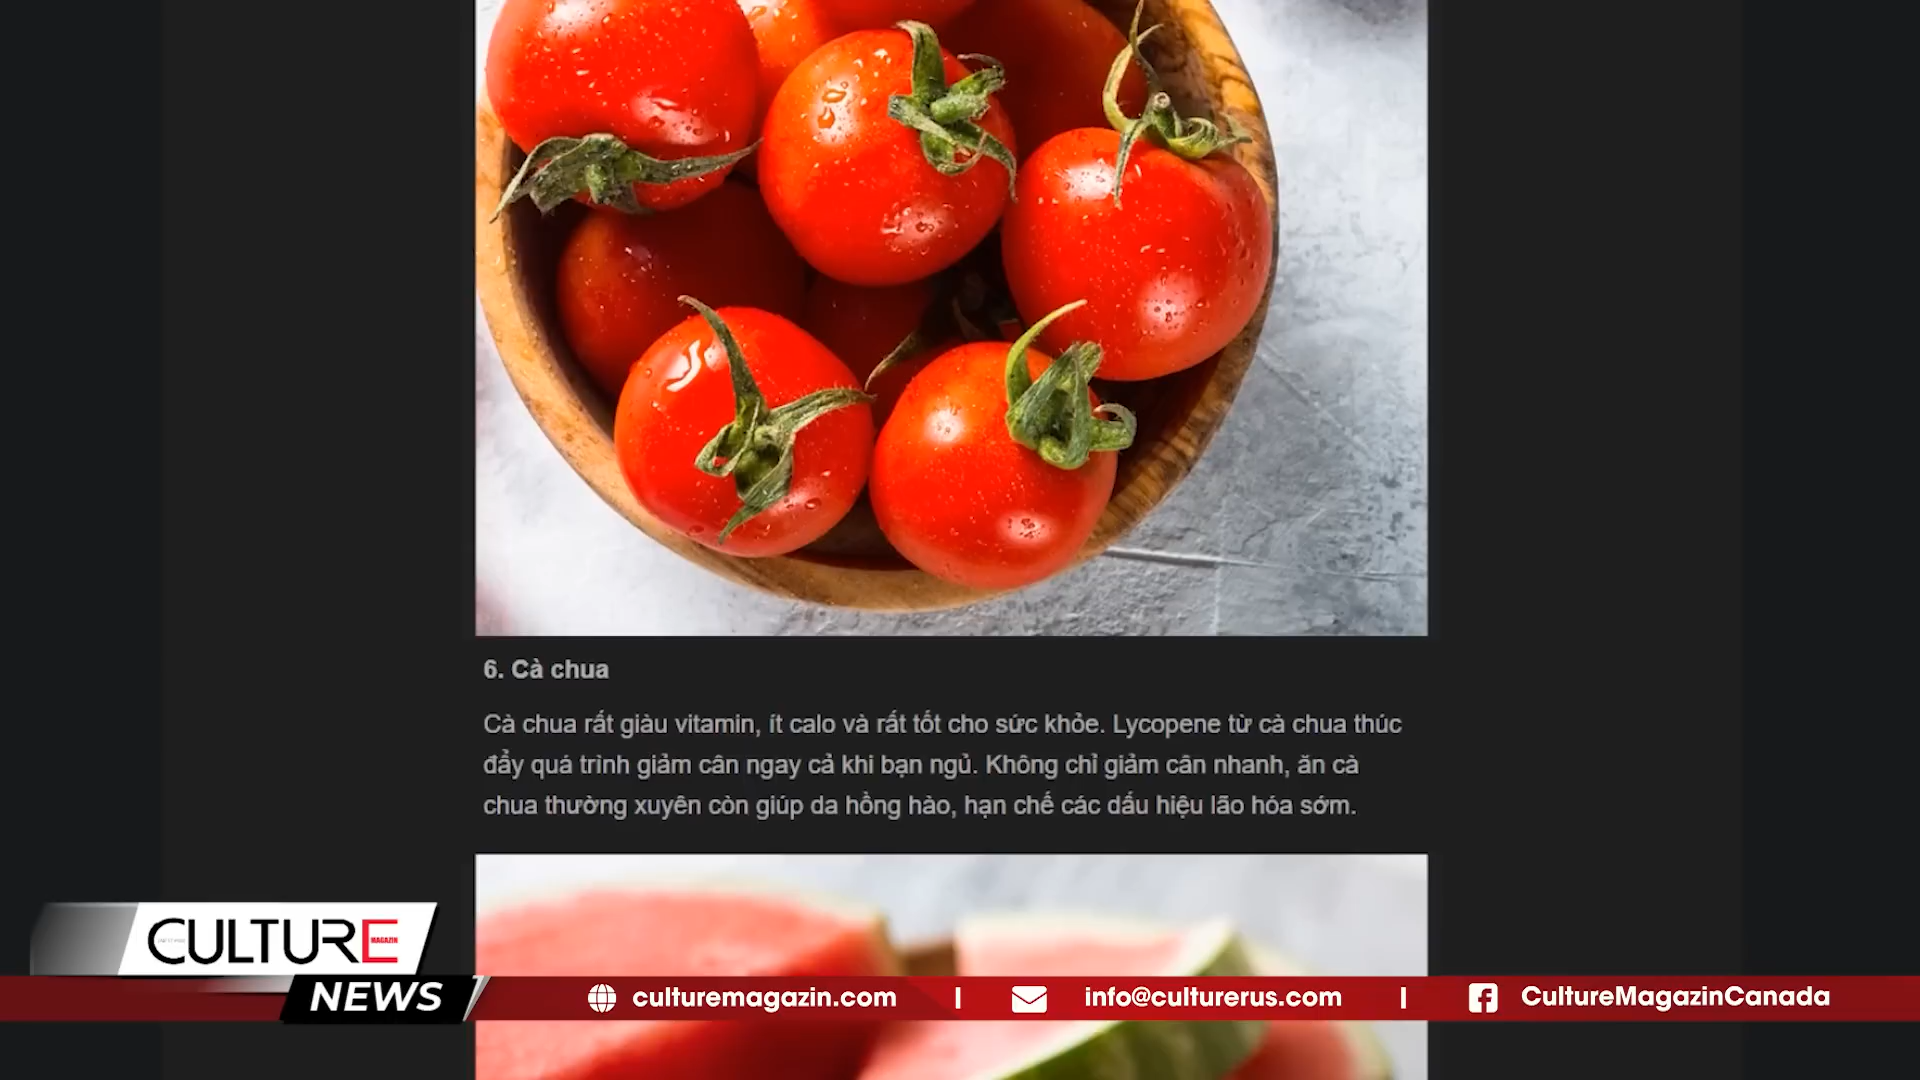 6. Cà chua
Cà chua rất giàu vitamin, ít calo và rất tốt cho sức khỏe. Lycopene từ cà chua thúc
đẩy quá trình giảm cân ngay cả khi bạn ngủ. Không chỉ giảm cân nhanh, ăn cà
chua thường xuyên còn giúp da hồng hào, hạn chế các dấu hiệu lão hóa sớm.
CULTURE
MAGAZIN
NEWS
culturemagazin.com | info@culturerus.com | CultureMagazinCanada